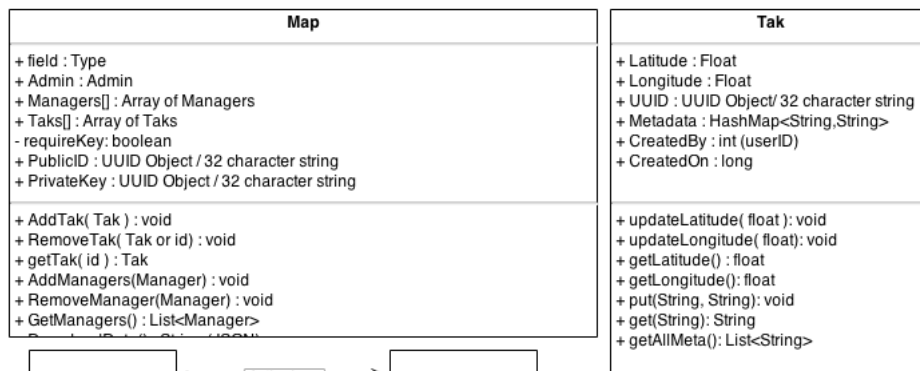 Map
+ field : Type
+ Admin : Admin
+ Managers[] : Array of Managers
+ Taks[] : Array of Taks
- requireKey: boolean
+ PublicID : UUID Object / 32 character string
+ PrivateKey : UUID Object / 32 character string
+ AddTak( Tak ) : void
+ RemoveTak( Tak or id) : void
+ getTak( id ) : Tak
+ AddManagers(Manager) : void
+ RemoveManager(Manager) : void
+ GetManagers() : List<Manager>
Tak
+ Latitude : Float
+ Longitude : Float
+ UUID : UUID Object/ 32 character string
+ Metadata : HashMap<String,String>
+ CreatedBy : int (userID)
+ CreatedOn : long
+ updateLatitude( float ): void
+ updateLongitude( float): void
+ getLatitude() : float
+ getLongitude(): float
+ put(String, String): void
+ get(String): String
+ getAllMeta(): List<String>